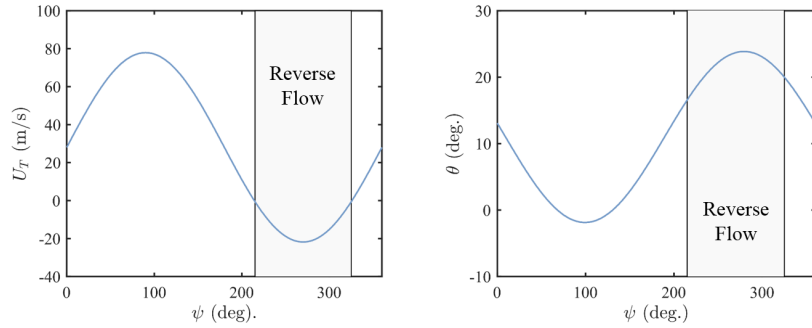 100
80
60
40
20
0
-20
-40
U_T (m/s)
Reverse
Flow
0 100 200 300
ψ (deg).
30
20
10
0
-10
θ (deg.)
Reverse
Flow
0 100 200 300
ψ (deg.)